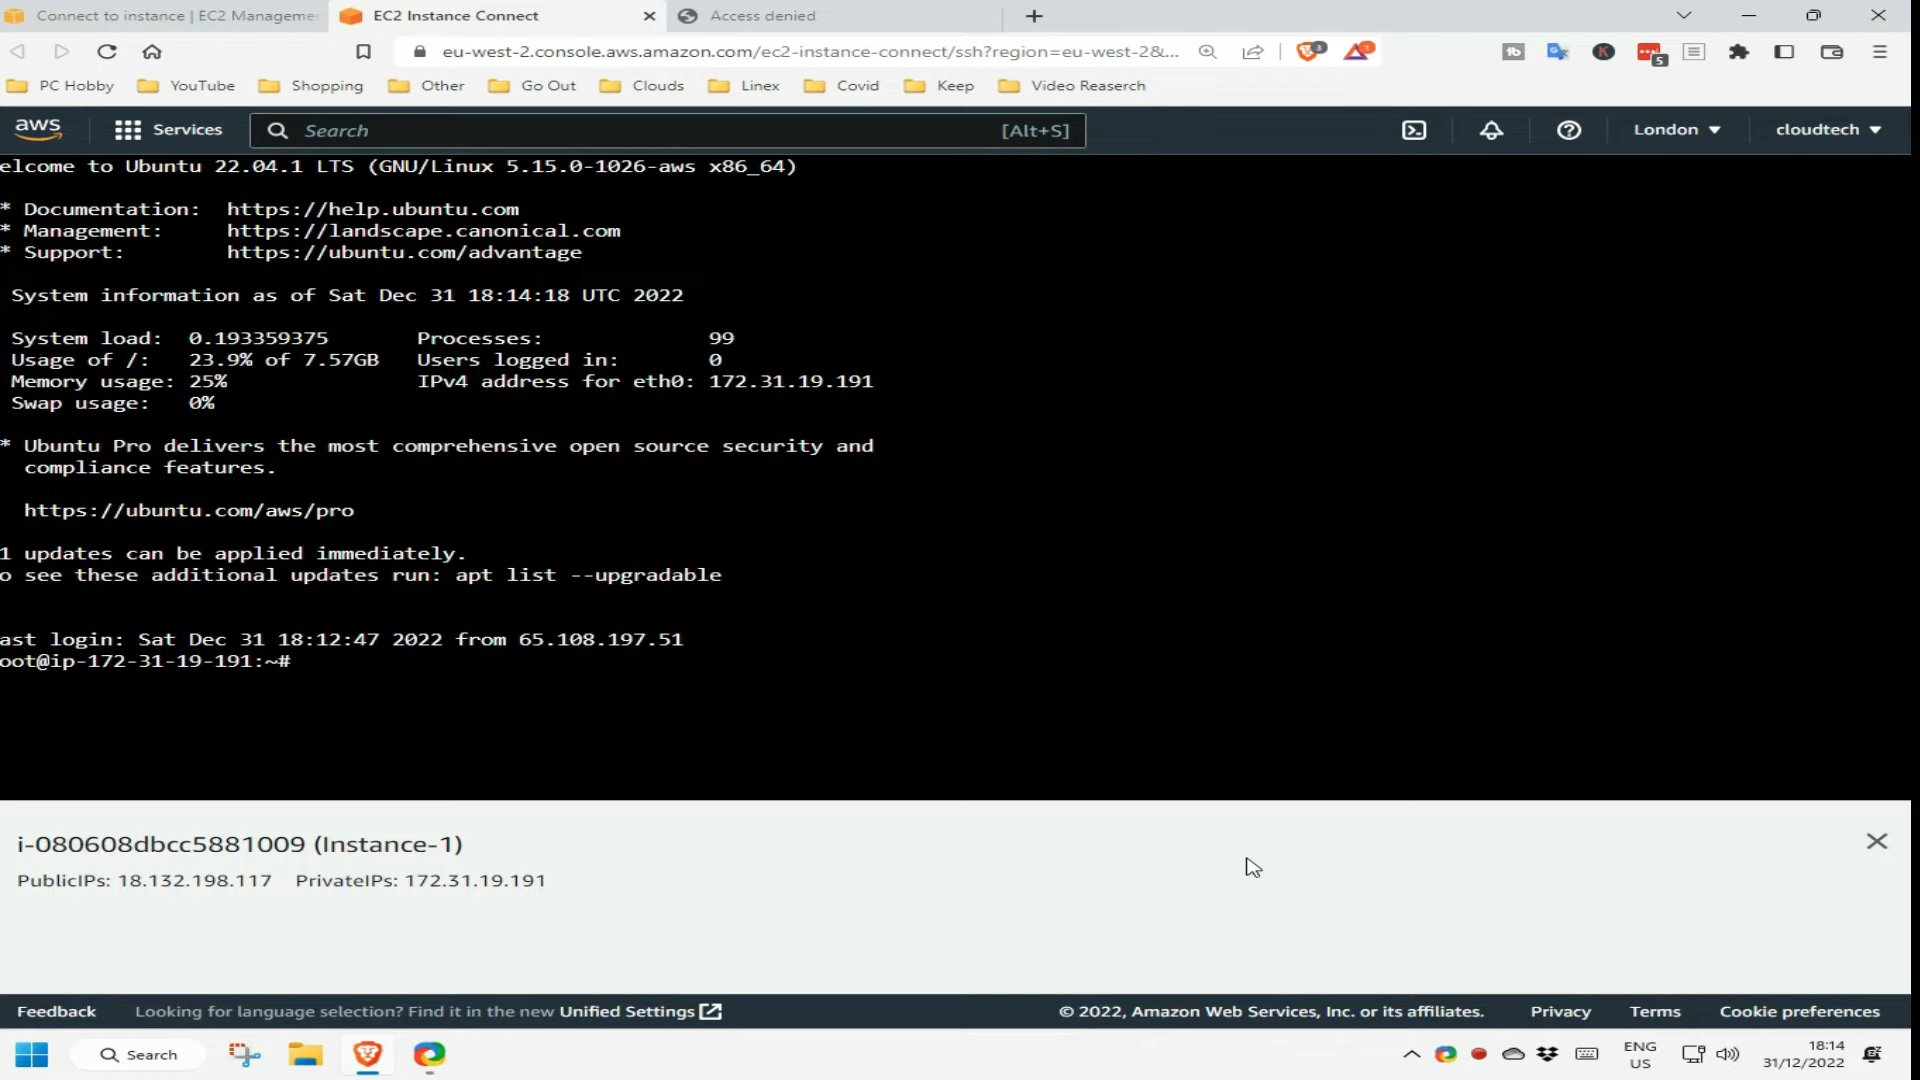 Connect to instance | EC2 Manageme
EC2 Instance Connect
Access denied
eu-west-2.console.aws.amazon.com/ec2-instance-connect/ssh?region=eu-west-2&...
3
1
5
PC Hobby
YouTube
Shopping
Other
Go Out
Clouds
Linex
Covid
Keep
Video Reaserch
aws
Services
Search
[Alt+S]
London
cloudtech
elcome to Ubuntu 22.04.1 LTS (GNU/Linux 5.15.0-1026-aws x86_64)
* Documentation: https://help.ubuntu.com
* Management: https://landscape.canonical.com
* Support: https://ubuntu.com/advantage
System information as of Sat Dec 31 18:14:18 UTC 2022
System load: 0.193359375 Processes: 99
Usage of /: 23.9% of 7.57GB Users logged in: 0
Memory usage: 25% IPv4 address for eth0: 172.31.19.191
Swap usage: 0%
* Ubuntu Pro delivers the most comprehensive open source security and
compliance features.
https://ubuntu.com/aws/pro
1 updates can be applied immediately.
o see these additional updates run: apt list --upgradable
ast login: Sat Dec 31 18:12:47 2022 from 65.108.197.51
oot@ip-172-31-19-191:~#
i-080608dbcc5881009 (Instance-1)
PublicIPs: 18.132.198.117 PrivateIPs: 172.31.19.191
Feedback
Looking for language selection? Find it in the new Unified Settings
© 2022, Amazon Web Services, Inc. or its affiliates.
Privacy
Terms
Cookie preferences
Search
ENG
US
18:14
31/12/2022